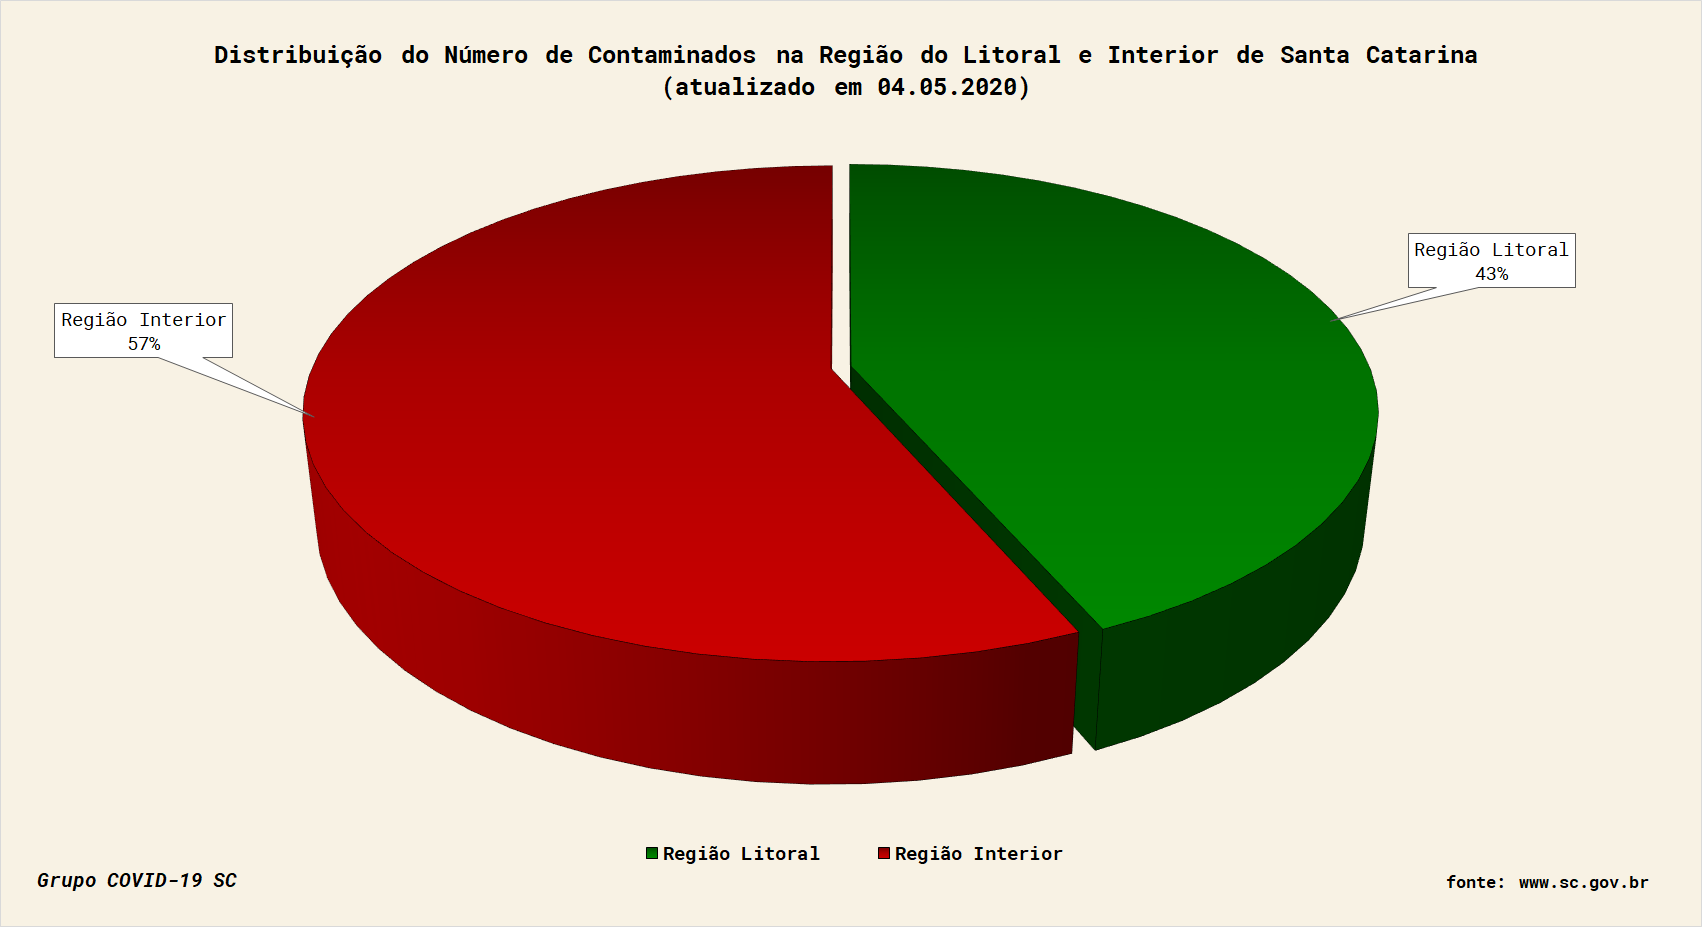 Distribuição do Número de Contaminados na Região do Litoral e Interior de Santa Catarina
(atualizado em 04.05.2020)
Região Litoral
43%
Região Interior
57%
Região Litoral
Região Interior
Grupo COVID-19 SC
fonte: www.sc.gov.br